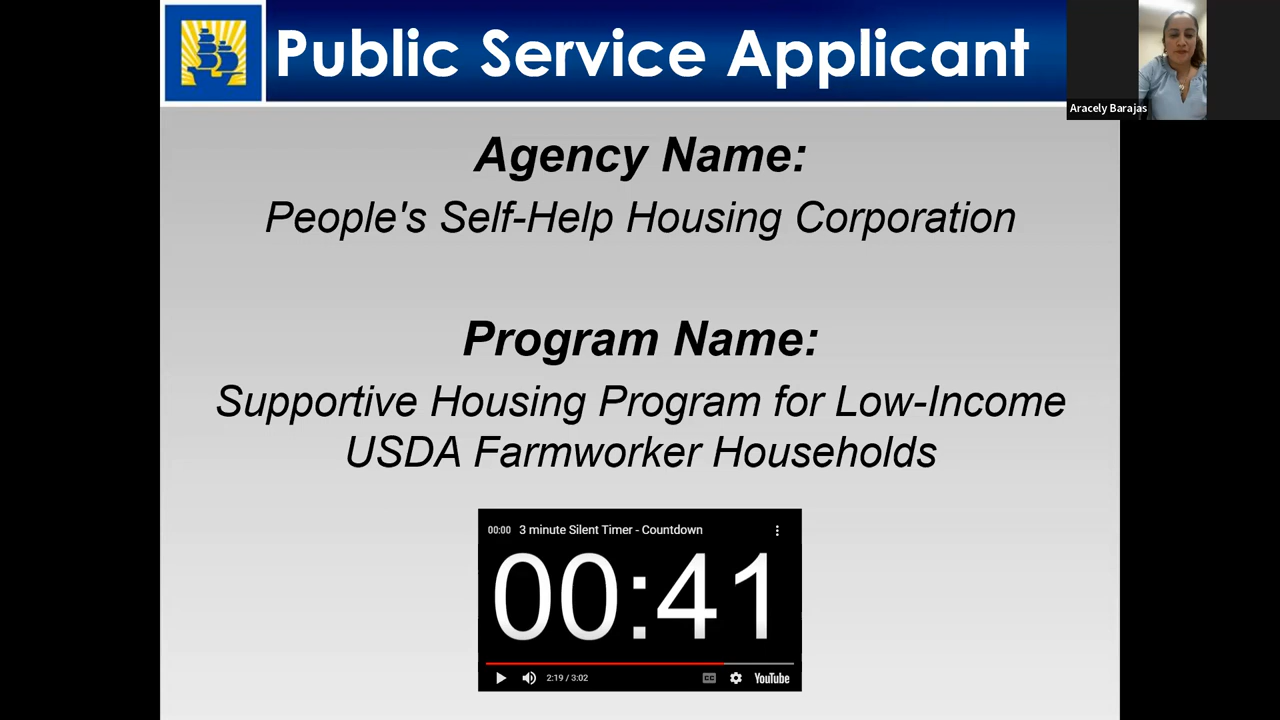 Public Service Applicant
Aracely Barajas
Agency Name:
People's Self-Help Housing Corporation
Program Name:
Supportive Housing Program for Low-Income
USDA Farmworker Households
00:00 3 minute Silent Timer - Countdown
00:41
2:19 / 3:02 CC YouTube